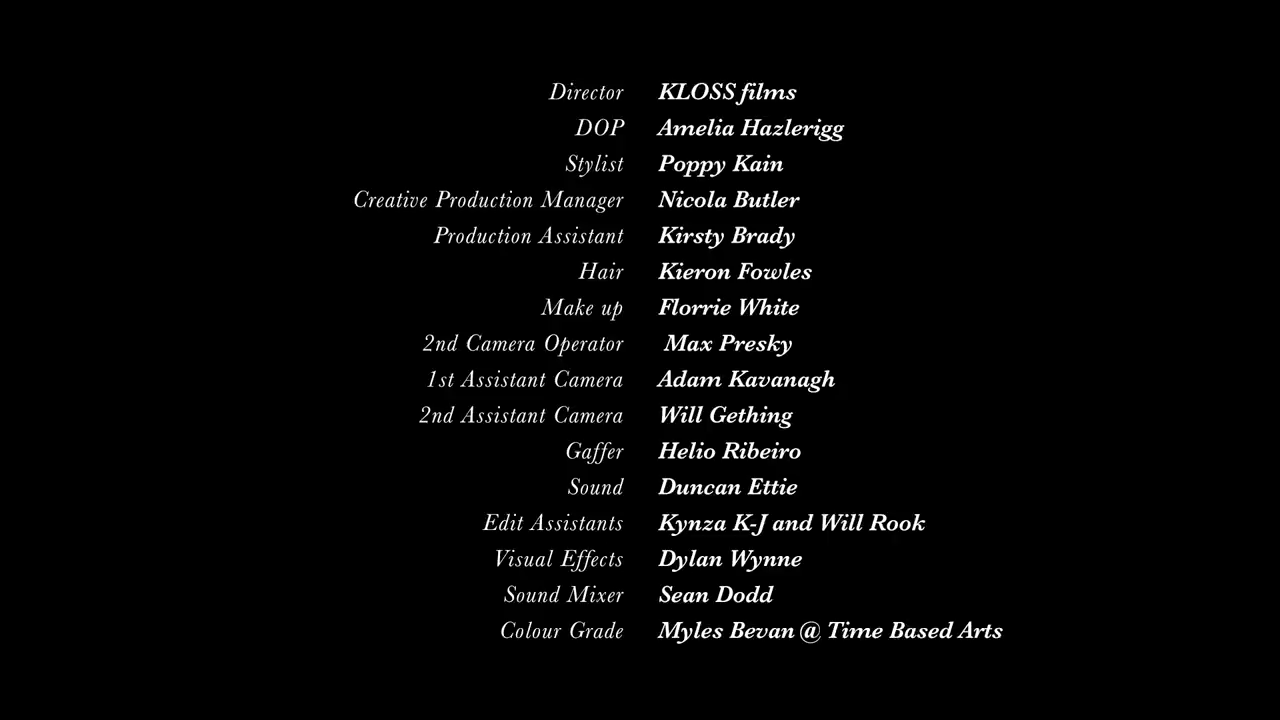 Director KLOSS films
DOP Amelia Hazlerigg
Stylist Poppy Kain
Creative Production Manager Nicola Butler
Production Assistant Kirsty Brady
Hair Kieron Fowles
Make up Florrie White
2nd Camera Operator Max Presky
1st Assistant Camera Adam Kavanagh
2nd Assistant Camera Will Gething
Gaffer Helio Ribeiro
Sound Duncan Ettie
Edit Assistants Kynza K-J and Will Rook
Visual Effects Dylan Wynne
Sound Mixer Sean Dodd
Colour Grade Myles Bevan @ Time Based Arts